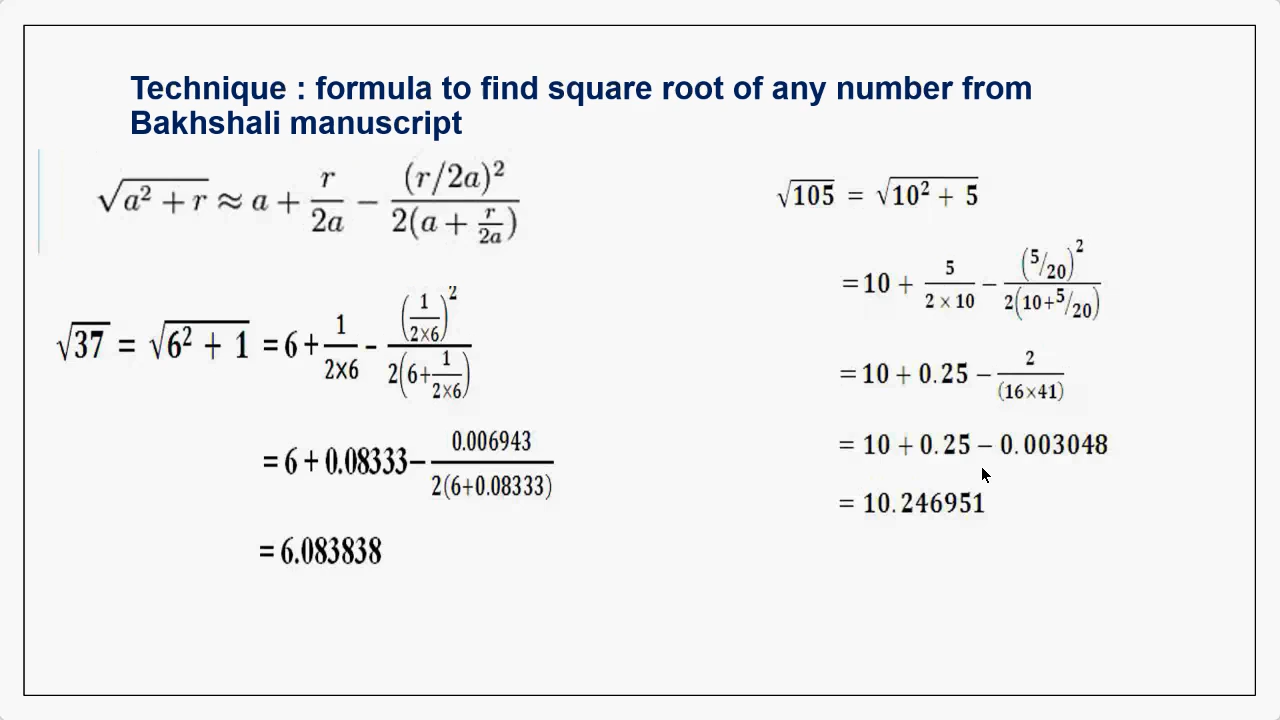 Technique : formula to find square root of any number from
Bakhshali manuscript
√(a² + r) ≈ a + r/2a − (r/2a)²/2(a + r/2a)
√37 = √(6² + 1) = 6 + 1/2×6 - (1/2×6)²/2(6+1/2×6)
= 6 + 0.08333 − 0.006943/2(6+0.08333)
= 6.083838
√105 = √(10² + 5)
= 10 + 5/2 × 10 − (5/20)²/2(10+5/20)
= 10 + 0.25 − 2/(16×41)
= 10 + 0.25 − 0.003048
= 10.246951